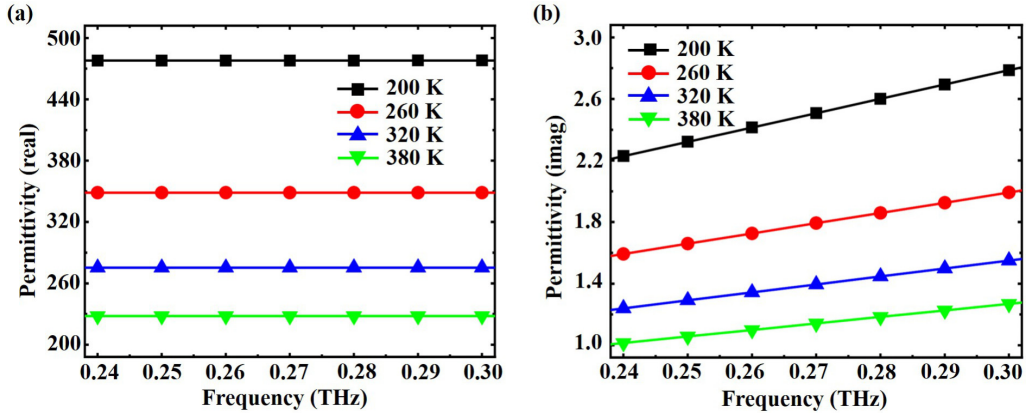 (a)
500
440
380
320
260
200
Permittivity (real)
200 K
260 K
320 K
380 K
0.24 0.25 0.26 0.27 0.28 0.29 0.30
Frequency (THz)
(b)
3.0
2.6
2.2
1.8
1.4
1.0
Permittivity (imag)
200 K
260 K
320 K
380 K
0.24 0.25 0.26 0.27 0.28 0.29 0.30
Frequency (THz)